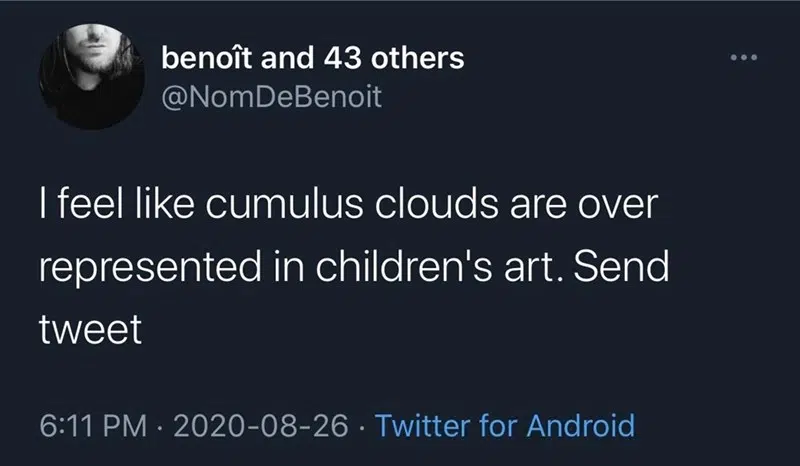 benoît and 43 others
@NomDeBenoit
I feel like cumulus clouds are over
represented in children's art. Send
tweet
6:11 PM · 2020-08-26 · Twitter for Android